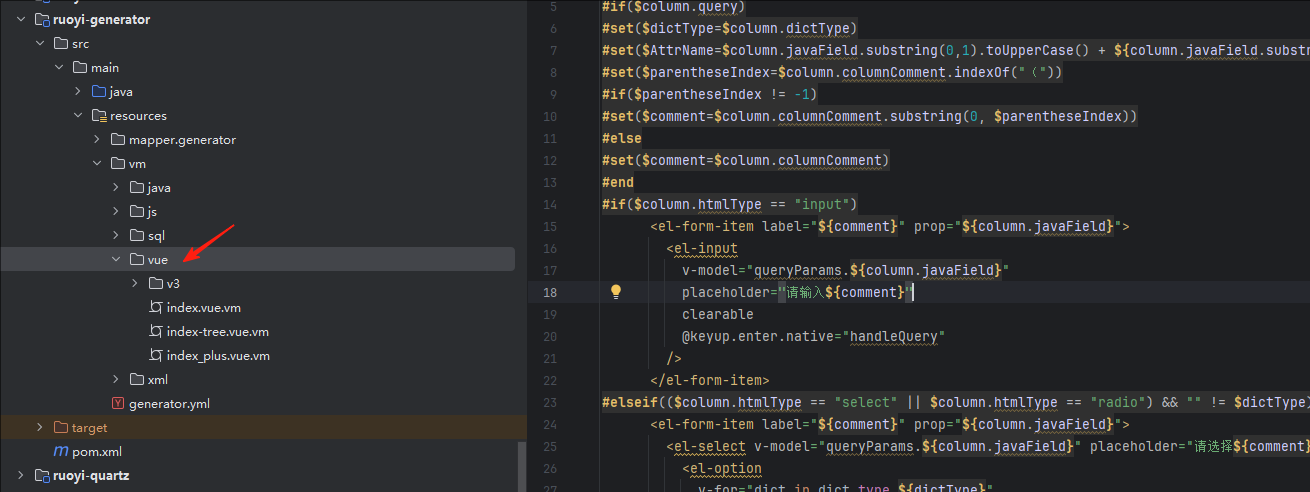 ruoyi-generator
src
main
java
resources
mapper.generator
vm
java
js
sql
vue
v3
index.vue.vm
index-tree.vue.vm
index_plus.vue.vm
xml
generator.yml
target
pom.xml
ruoyi-quartz
5 #if($column.query)
6 #set($dictType=$column.dictType)
7 #set($AttrName=$column.javaField.substring(0,1).toUpperCase() + ${column.javaField.subst
8 #set($parentheseIndex=$column.columnComment.indexOf("（"))
9 #if($parentheseIndex != -1)
10 #set($comment=$column.columnComment.substring(0, $parentheseIndex))
11 #else
12 #set($comment=$column.columnComment)
13 #end
14 #if($column.htmlType == "input")
15 <el-form-item label="${comment}" prop="${column.javaField}">
16 <el-input
17 v-model="queryParams.${column.javaField}"
18 placeholder="请输入${comment}"
19 clearable
20 @keyup.enter.native="handleQuery"
21 />
22 </el-form-item>
23 #elseif(($column.htmlType == "select" || $column.htmlType == "radio") && "" != $dictType)
24 <el-form-item label="${comment}" prop="${column.javaField}">
25 <el-select v-model="queryParams.${column.javaField}" placeholder="请选择${comment}
26 <el-option
27 v-for="dict in dict.type.${dictType}"